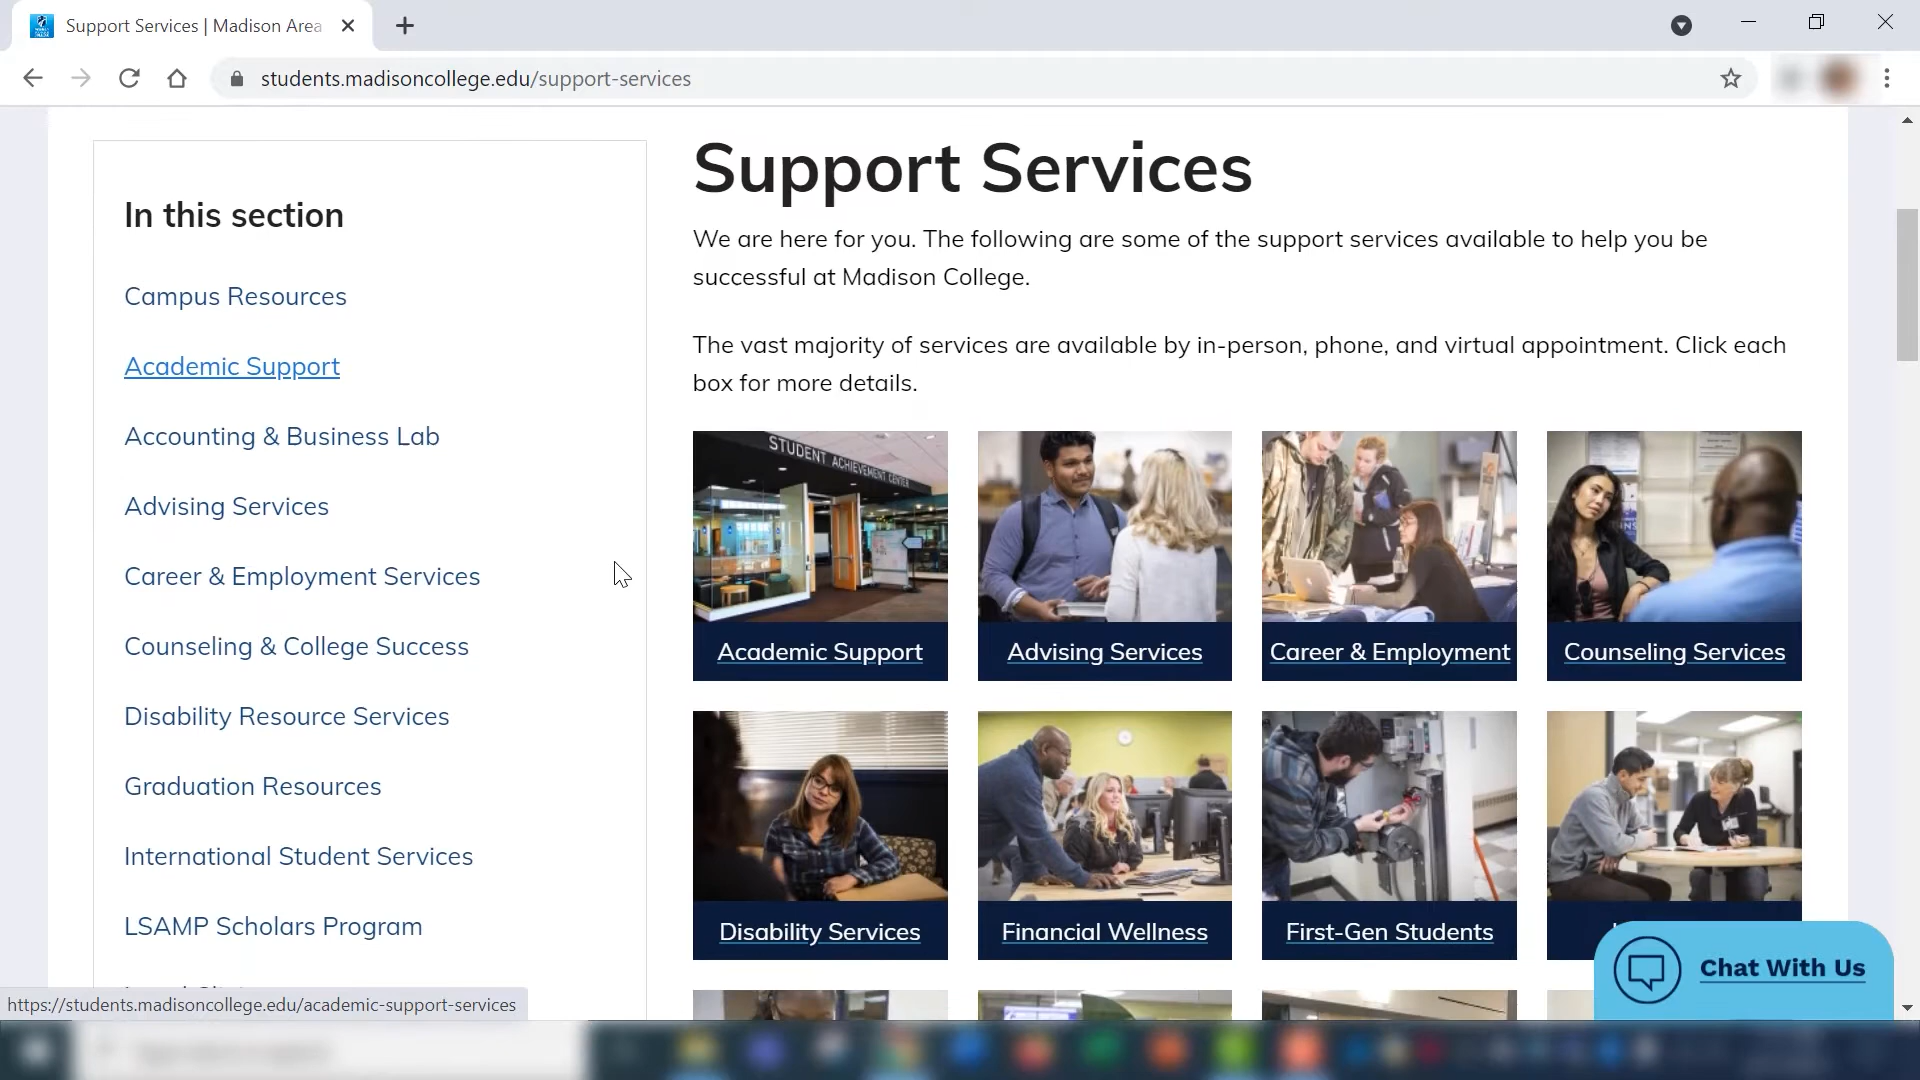 Support Services | Madison Area
students.madisoncollege.edu/support-services
In this section
Campus Resources
Academic Support
Accounting & Business Lab
Advising Services
Career & Employment Services
Counseling & College Success
Disability Resource Services
Graduation Resources
International Student Services
LSAMP Scholars Program
https://students.madisoncollege.edu/academic-support-services
Support Services
We are here for you. The following are some of the support services available to help you be
successful at Madison College.
The vast majority of services are available by in-person, phone, and virtual appointment. Click each
box for more details.
STUDENT ACHIEVEMENT CENTER
Academic Support
Advising Services
Career & Employment
Counseling Services
Disability Services
Financial Wellness
First-Gen Students
Chat With Us